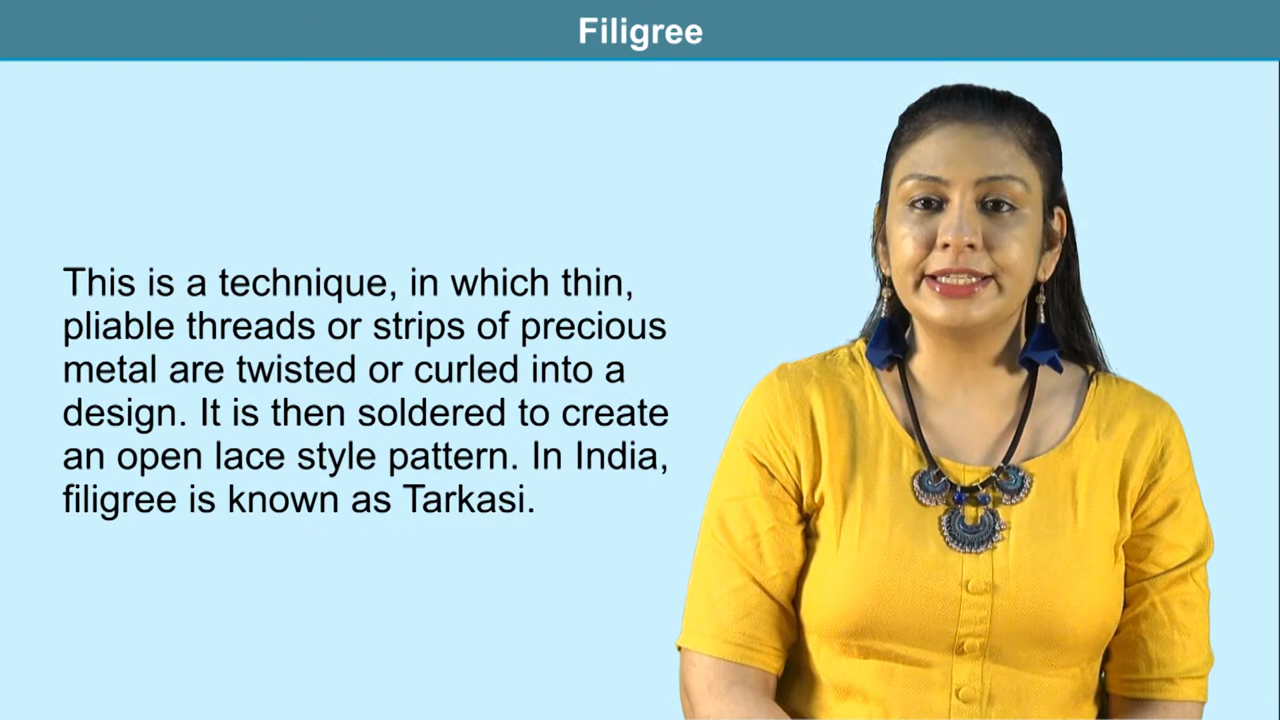 Filigree
This is a technique, in which thin,
pliable threads or strips of precious
metal are twisted or curled into a
design. It is then soldered to create
an open lace style pattern. In India,
filigree is known as Tarkasi.